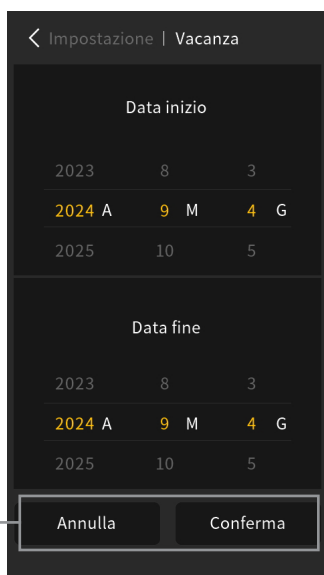 Impostazione | Vacanza
Data inizio
2023 8 3
2024 A 9 M 4 G
2025 10 5
Data fine
2023 8 3
2024 A 9 M 4 G
2025 10 5
Annulla Conferma